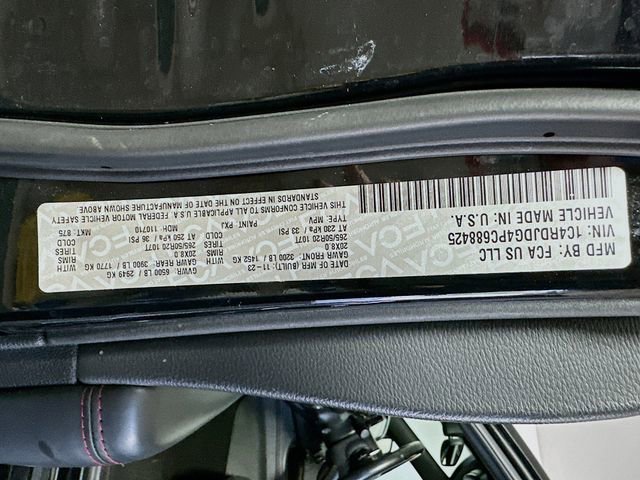 MFD BY: FCA US LLC
DATE OF MFR (BUILT): 11-23 GVWR: 6500 LB 2949 KG
GAWR FRONT: 3200 LB 1452 KG GAWR REAR: 3900 LB / 1770 KG
20X8.0 RIMS 20X8.0 RIMS
265/50R20 107T TIRES 265/50R20 107T TIRES
AT 230 kPa / 33 PSI COLD AT 250 kPa / 36 PSI COLD
TYPE: MPV PAINT: PXJ MDH: 110710 MKT: 875
THIS VEHICLE CONFORMS TO ALL APPLICABLE U.S.A. FEDERAL MOTOR VEHICLE SAFETY
STANDARDS IN EFFECT ON THE DATE OF MANUFACTURE SHOWN ABOVE
VIN: 1C4RDJDG4PC688425
VEHICLE MADE IN: U.S.A.